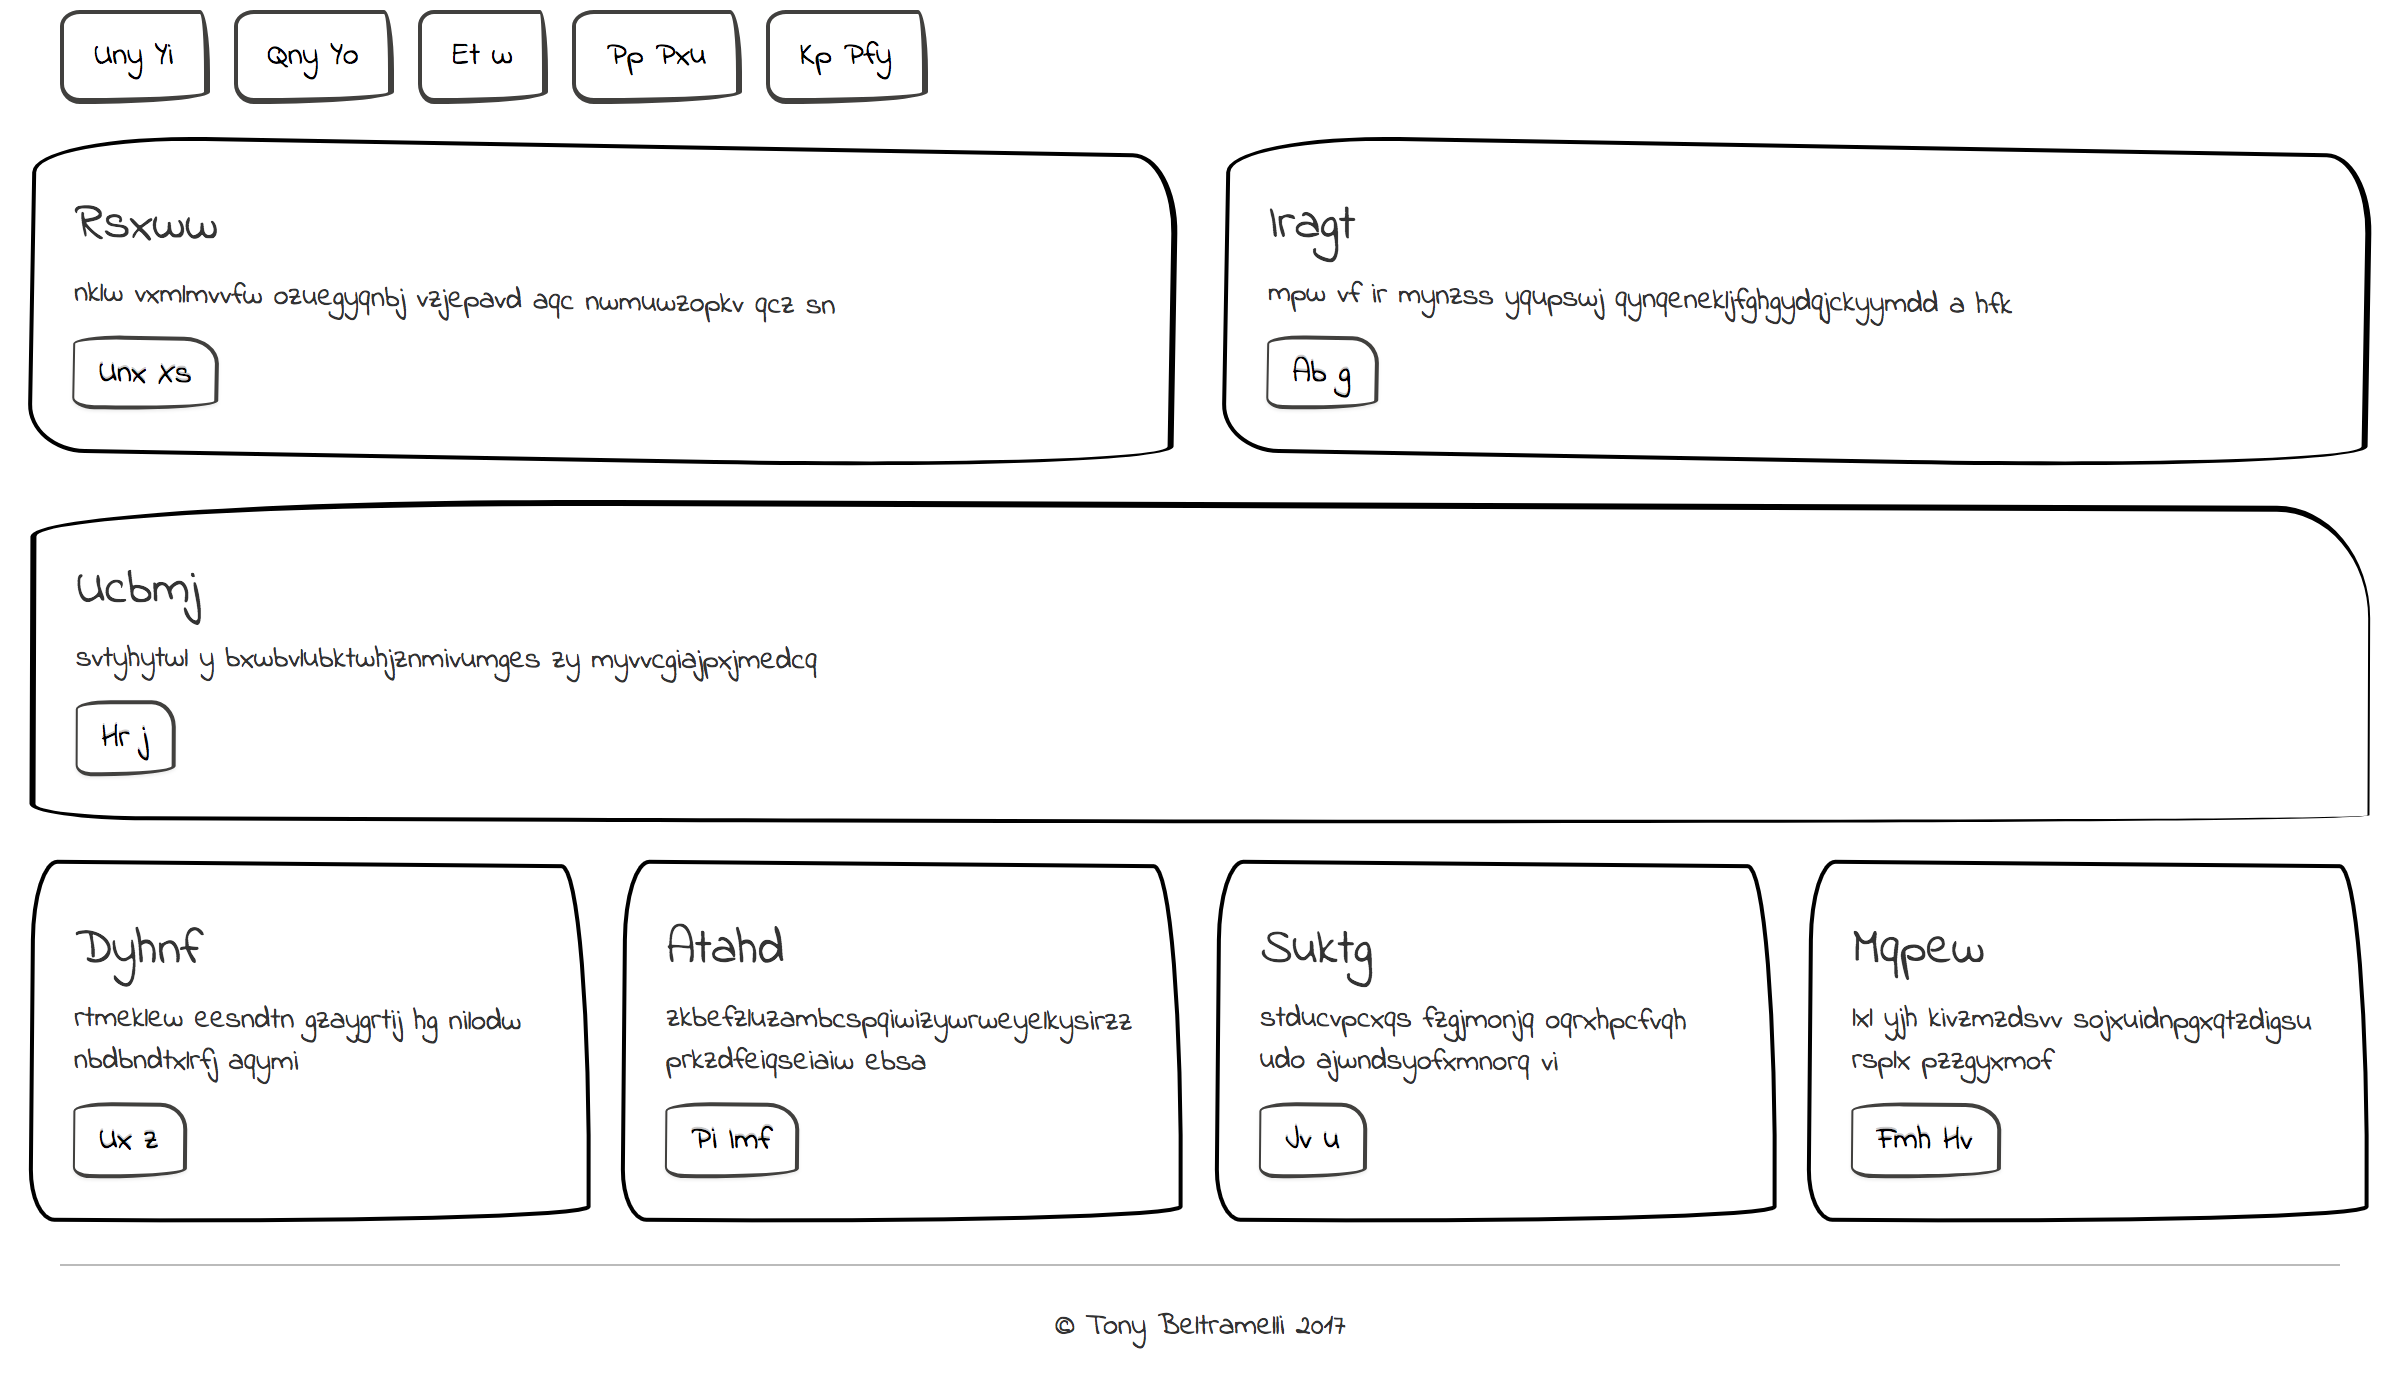 Uny Yi
Qny Yo
Et w
Pp Pxu
Kp Pfy
Rsxww
nklw vxmlmvvfw ozuegyqnbj vzjepavd aqc nwmuwzopkv qcz sn
Unx Xs
Iragt
mpw vf ir mynzss yqupswj qynqenekljfghgydqjckyymdd a hfk
Ab g
Ucbmj
svtyhytwl y bxwbvlubktwhjznmivumges zy myvvcgiajpxjmedcq
Hr j
Dyhnf
rtmeklew eesndtn gzaygrtij hg nilodw
nbdbndtxlrfj aqymi
Ux z
Atahd
zkbefzluzambcspqiwizywrweyelkysirzz
prkzdfeiqseiaiw ebsa
Pi Imf
Suktg
stducvpcxqs fzgjmonjq oqrxhpcfvqh
udo ajwndsyofxmnorq vi
Jv u
Mqpew
lxl yjh kivzmzdsvv sojxuidnpgxqtzdigsu
rsplx pzzgyxmof
Fmh Hv
© Tony Beltramelli 2017